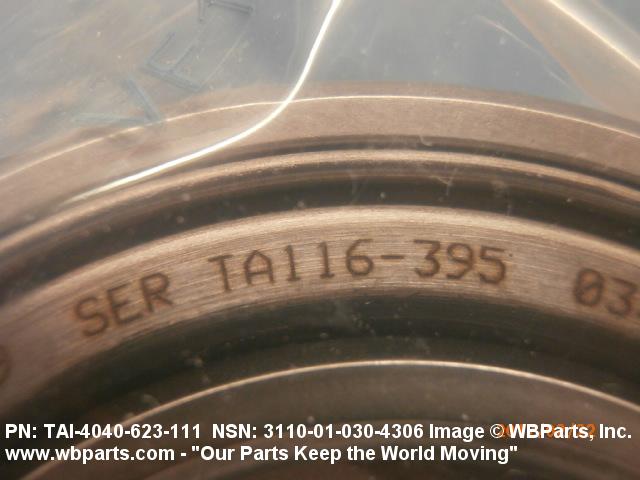 SER TA116-395 03
PN: TAI-4040-623-111 NSN: 3110-01-030-4306 Image © WBParts, Inc.
www.wbparts.com - "Our Parts Keep the World Moving"